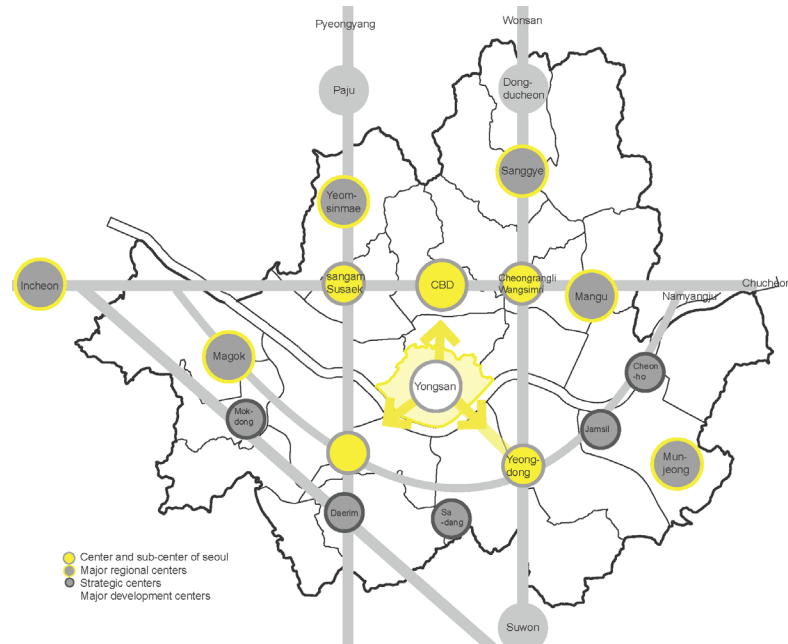 Pyeongyang
Wonsan
Paju
Dong-
ducheon
Sanggye
Yeom-
sinmae
Incheon
sangam
Susaek
CBD
Cheongrangli
Wangsimri
Mangu
Namyangju
Chucheon
Magok
Yongsan
Cheon
-ho
Mok-
dong
Jamsil
Yeong-
dong
Mun-
jeong
Daerim
Sa
-dang
Center and sub-center of seoul
Major regional centers
Strategic centers
Major development centers
Suwon